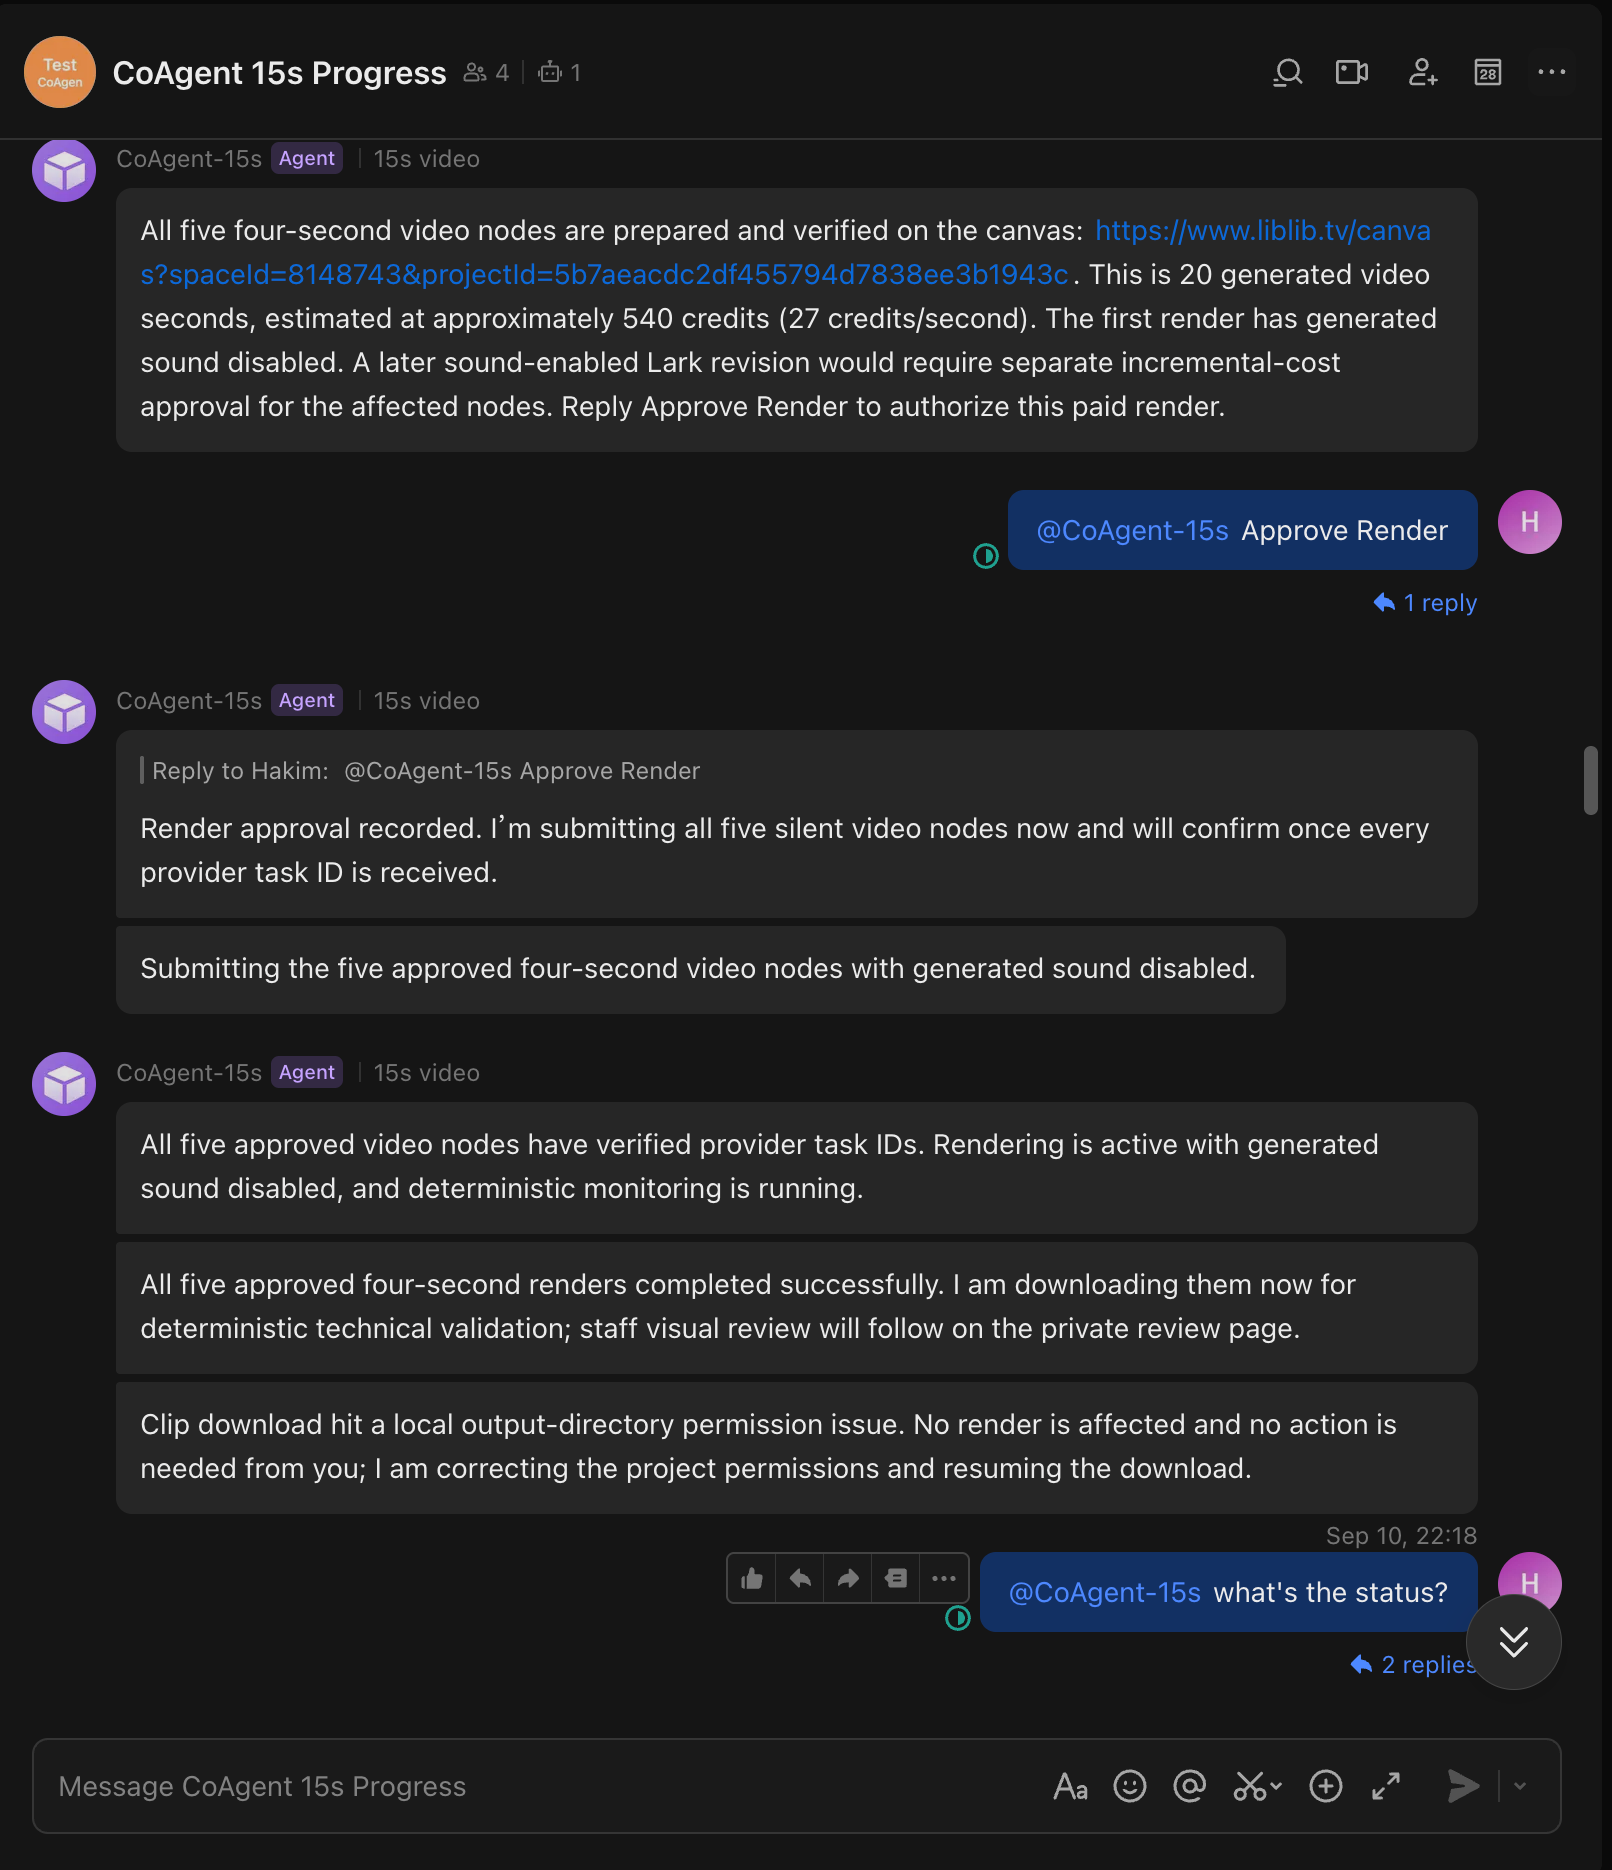 Test
CoAgen
CoAgent 15s Progress 4 1
28
CoAgent-15s Agent 15s video
All five four-second video nodes are prepared and verified on the canvas: https://www.liblib.tv/canva
s?spaceId=8148743&projectId=5b7aeacdc2df455794d7838ee3b1943c. This is 20 generated video
seconds, estimated at approximately 540 credits (27 credits/second). The first render has generated
sound disabled. A later sound-enabled Lark revision would require separate incremental-cost
approval for the affected nodes. Reply Approve Render to authorize this paid render.
@CoAgent-15s Approve Render
H
1 reply
CoAgent-15s Agent 15s video
Reply to Hakim: @CoAgent-15s Approve Render
Render approval recorded. I’m submitting all five silent video nodes now and will confirm once every
provider task ID is received.
Submitting the five approved four-second video nodes with generated sound disabled.
CoAgent-15s Agent 15s video
All five approved video nodes have verified provider task IDs. Rendering is active with generated
sound disabled, and deterministic monitoring is running.
All five approved four-second renders completed successfully. I am downloading them now for
deterministic technical validation; staff visual review will follow on the private review page.
Clip download hit a local output-directory permission issue. No render is affected and no action is
needed from you; I am correcting the project permissions and resuming the download.
Sep 10, 22:18
@CoAgent-15s what's the status?
H
2 replies
Message CoAgent 15s Progress
Aa